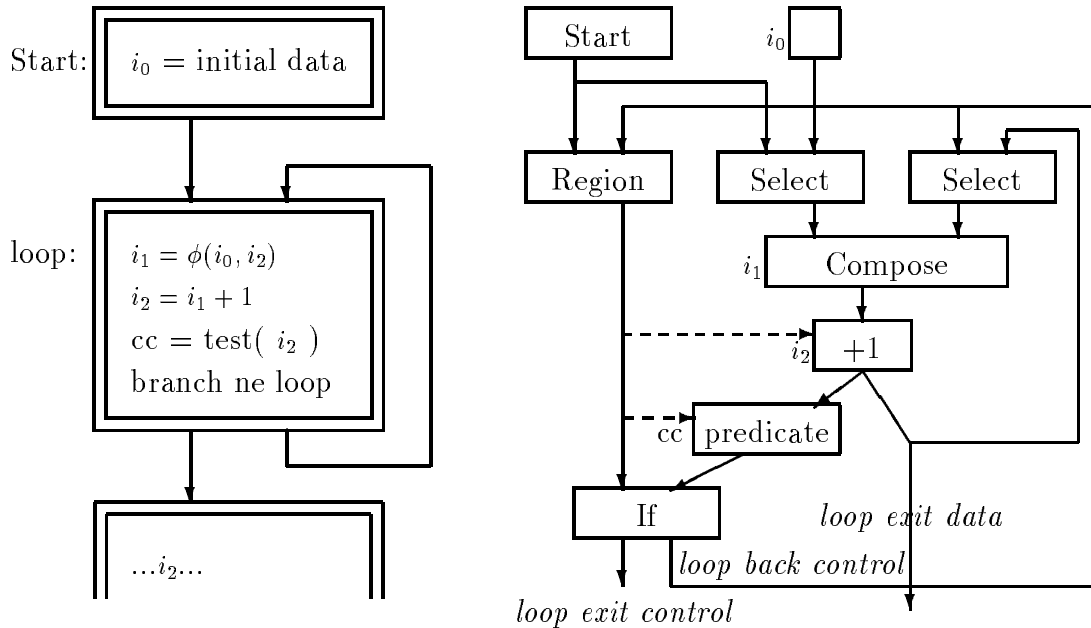 Start:
i₀ = initial data
loop:
i₁ = ϕ(i₀, i₂)
i₂ = i₁ + 1
cc = test( i₂ )
branch ne loop
...i₂...
Start
i₀
Region
Select
Select
i₁
Compose
i₂
+1
cc
predicate
If
loop exit data
loop back control
loop exit control